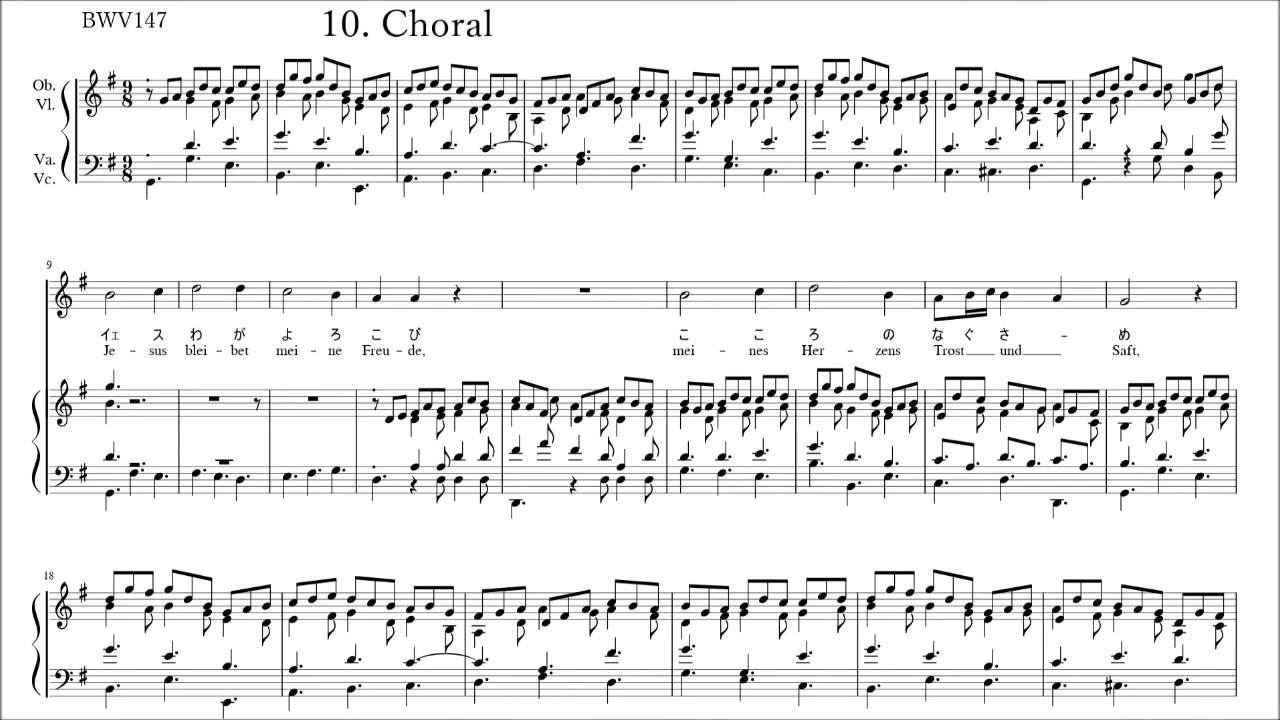 BWV147
10. Choral
Ob.
Vl.
Va.
Vc.
9
イェ ス わ が よ ろ こ び こ こ ろ の な ぐ さ - め
Je- sus blei- bet mei- ne Freu- de, mei- nes Her- zens Trost und Saft,
18